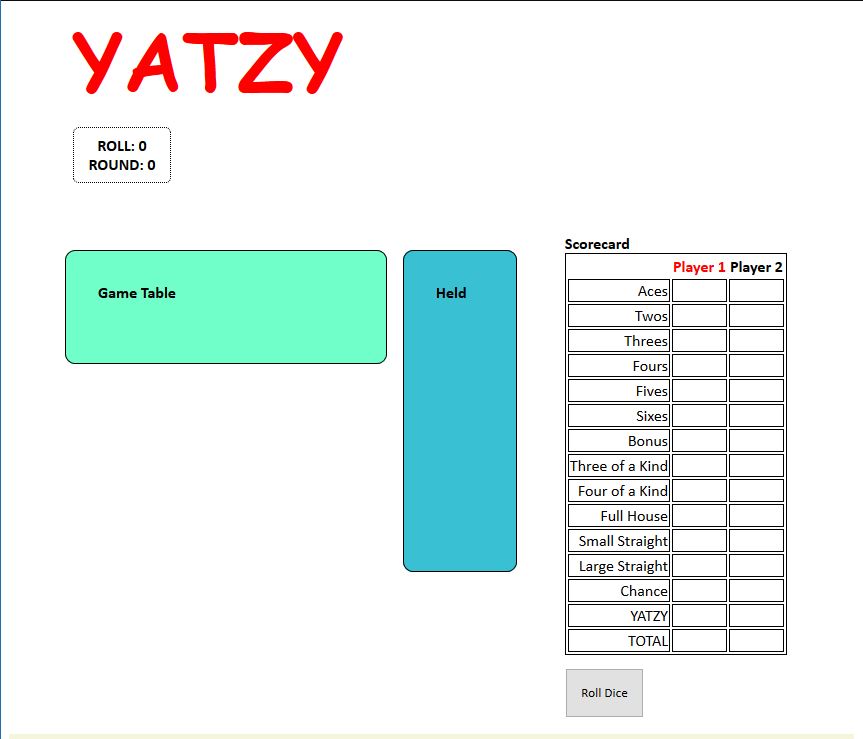 YATZY
ROLL: 0
ROUND: 0
Game Table
Held
Scorecard
Player 1 Player 2
Aces
Twos
Threes
Fours
Fives
Sixes
Bonus
Three of a Kind
Four of a Kind
Full House
Small Straight
Large Straight
Chance
YATZY
TOTAL
Roll Dice